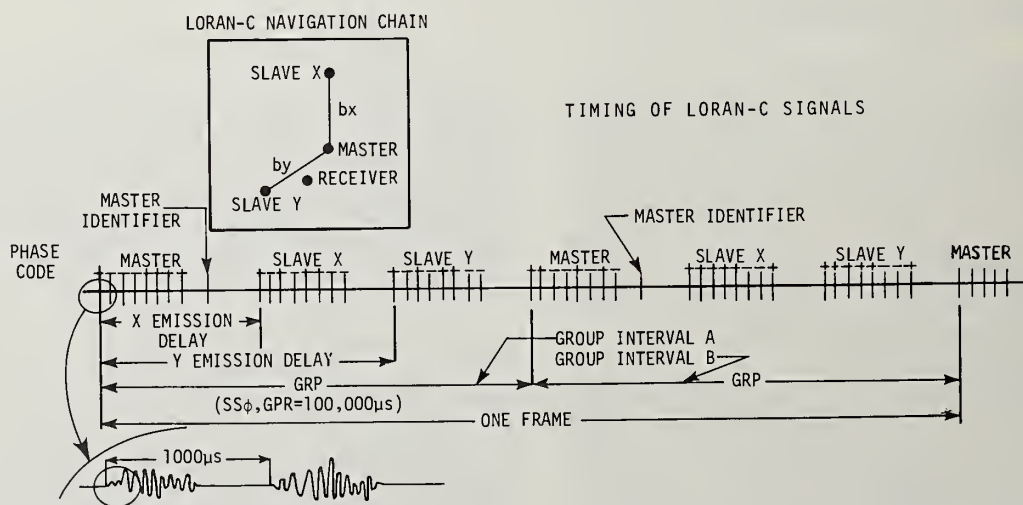 LORAN-C NAVIGATION CHAIN
SLAVE X
bx
MASTER
by
RECEIVER
SLAVE Y
TIMING OF LORAN-C SIGNALS
MASTER
IDENTIFIER
MASTER IDENTIFIER
PHASE
CODE
MASTER
SLAVE X
SLAVE Y
MASTER
SLAVE X
SLAVE Y
MASTER
X EMISSION
DELAY
Y EMISSION DELAY
GROUP INTERVAL A
GROUP INTERVAL B
GRP
GRP
(SSϕ,GPR=100,000µs)
ONE FRAME
1000µs